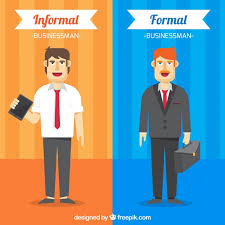 Informal
-BUSINESSMAN-
Formal
-BUSINESSMAN-
designed by freepik.com